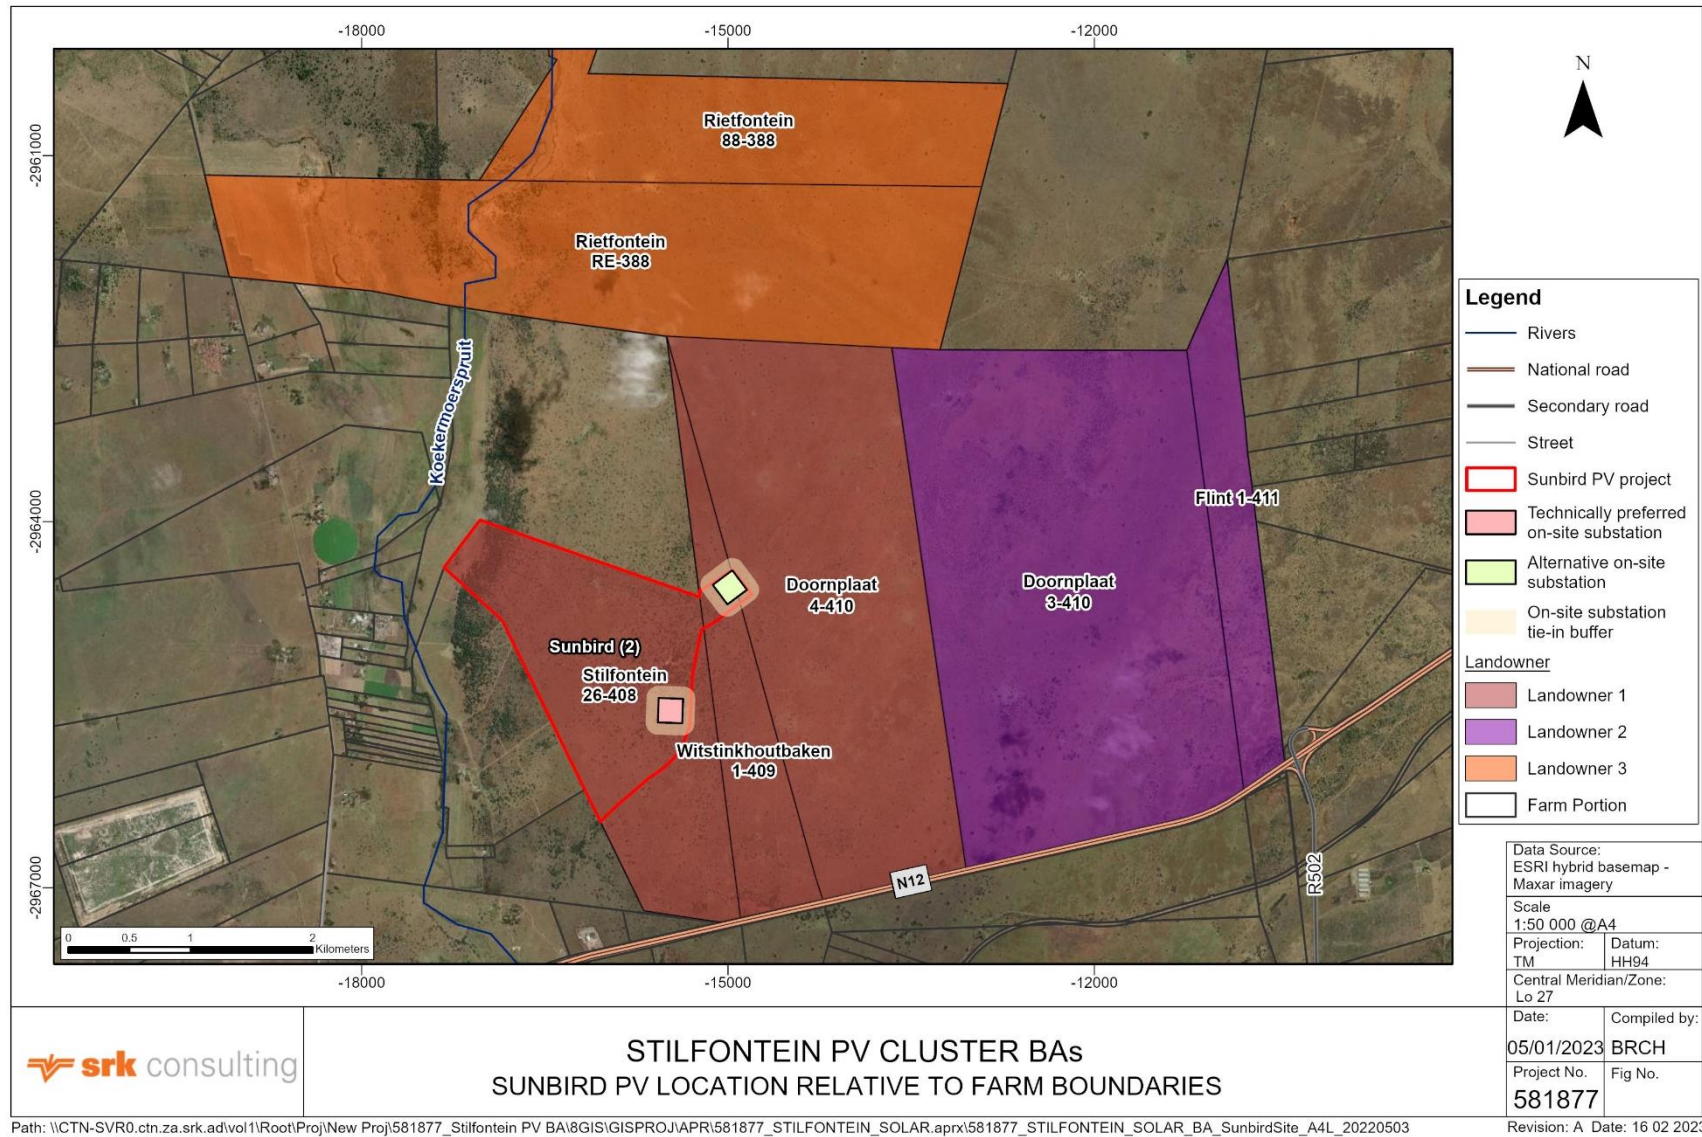 -18000
-15000
-12000
-2961000
-2964000
-2967000
Rietfontein
88-388
Rietfontein
RE-388
Koekemoerspruit
Flint 1-411
Doornplaat
4-410
Doornplaat
3-410
Sunbird (2)
Stilfontein
26-408
Witstinkhoutbaken
1-409
N12
R502
0 0.5 1 2
Kilometers
-18000
-15000
-12000
N
Legend
Rivers
National road
Secondary road
Street
Sunbird PV project
Technically preferred
on-site substation
Alternative on-site
substation
On-site substation
tie-in buffer
Landowner
Landowner 1
Landowner 2
Landowner 3
Farm Portion
Data Source:
ESRI hybrid basemap -
Maxar imagery
Scale
1:50 000 @A4
Projection: Datum:
TM HH94
Central Meridian/Zone:
Lo 27
Date: Compiled by:
05/01/2023 BRCH
Project No. Fig No.
581877
srk consulting
STILFONTEIN PV CLUSTER BAs
SUNBIRD PV LOCATION RELATIVE TO FARM BOUNDARIES
Path: \\CTN-SVR0.ctn.za.srk.ad\vol1\Root\Proj\New Proj\581877_Stilfontein PV BA\8GIS\GISPROJ\APR\581877_STILFONTEIN_SOLAR.aprx\581877_STILFONTEIN_SOLAR_BA_SunbirdSite_A4L_20220503
Revision: A Date: 16 02 202